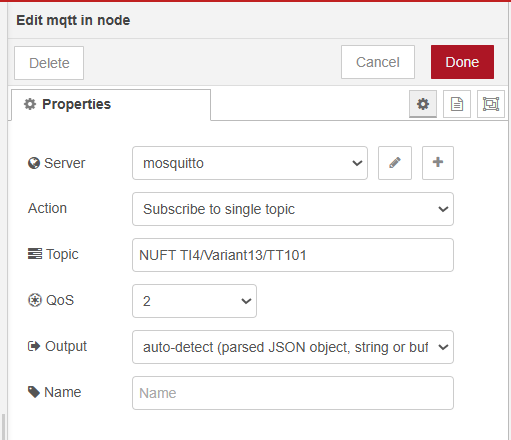 Edit mqtt in node
Delete
Cancel
Done
Properties
Server
mosquitto
Action
Subscribe to single topic
Topic
NUFT TI4/Variant13/TT101
QoS
2
Output
auto-detect (parsed JSON object, string or buf
Name
Name